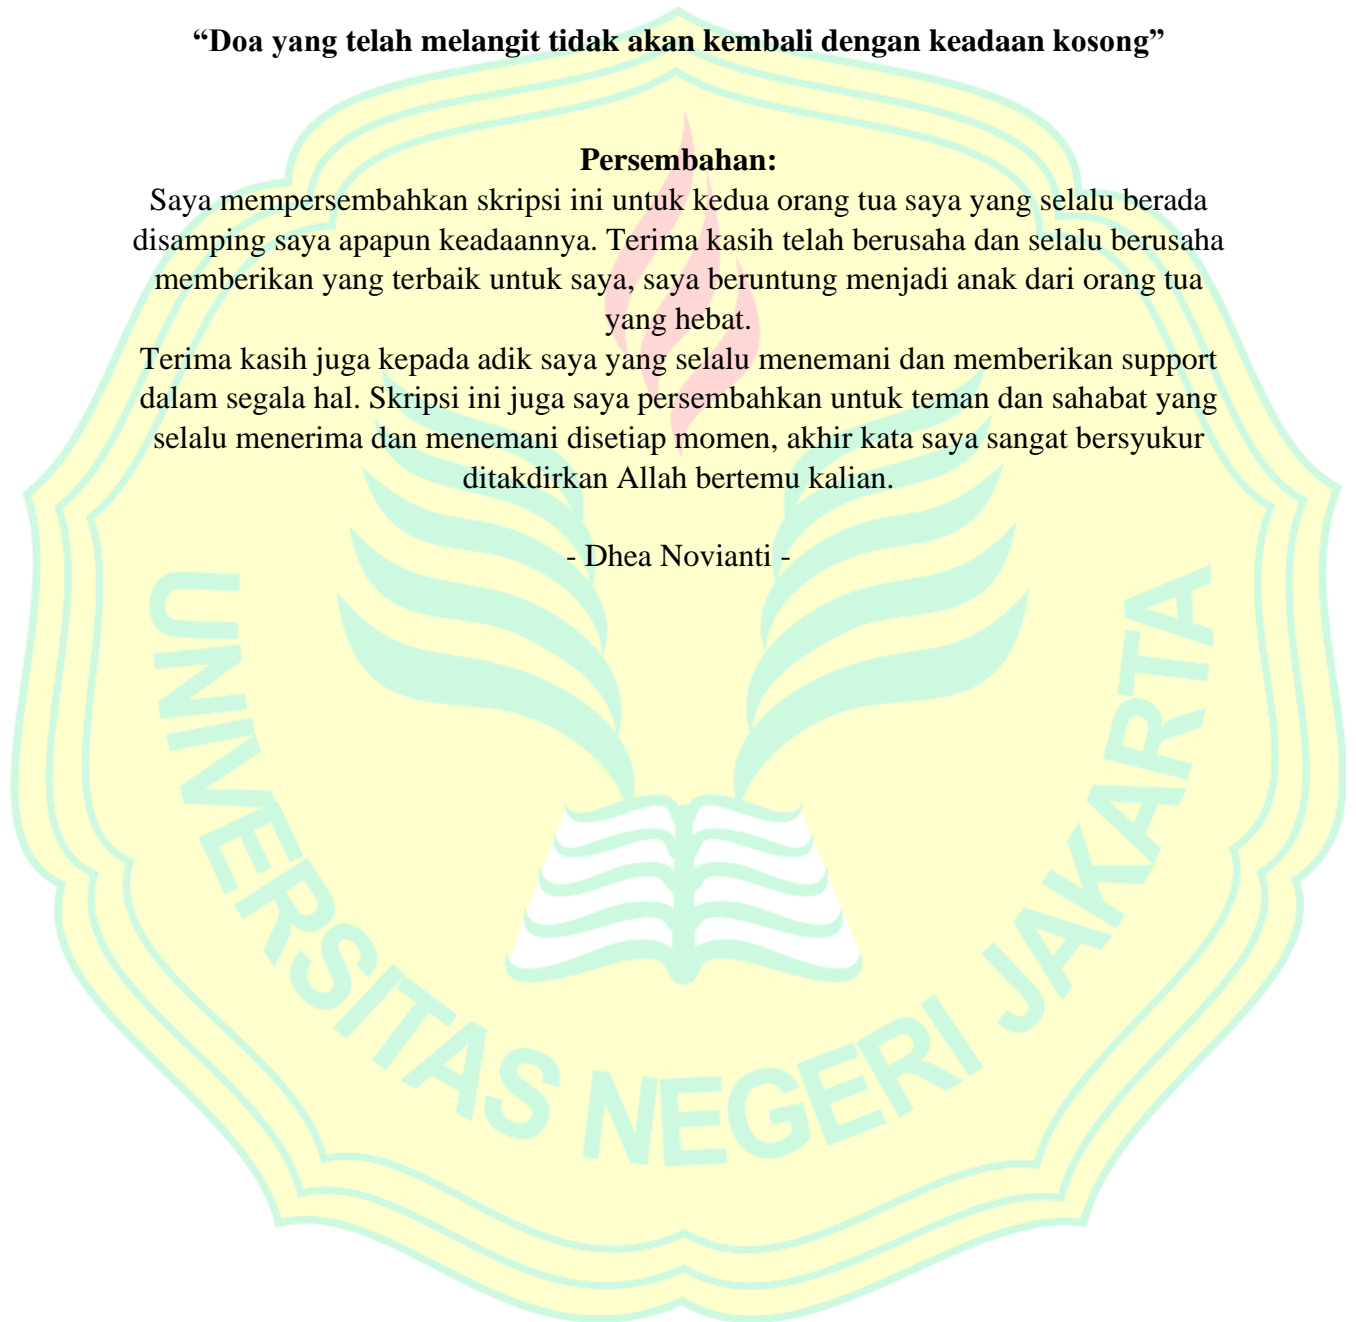 “Doa yang telah melangit tidak akan kembali dengan keadaan kosong”
Persembahan:
Saya mempersembahkan skripsi ini untuk kedua orang tua saya yang selalu berada
disamping saya apapun keadaannya. Terima kasih telah berusaha dan selalu berusaha
memberikan yang terbaik untuk saya, saya beruntung menjadi anak dari orang tua
yang hebat.
Terima kasih juga kepada adik saya yang selalu menemani dan memberikan support
dalam segala hal. Skripsi ini juga saya persembahkan untuk teman dan sahabat yang
selalu menerima dan menemani disetiap momen, akhir kata saya sangat bersyukur
ditakdirkan Allah bertemu kalian.
- Dhea Novianti -
UNIVERSITAS NEGERI JAKARTA